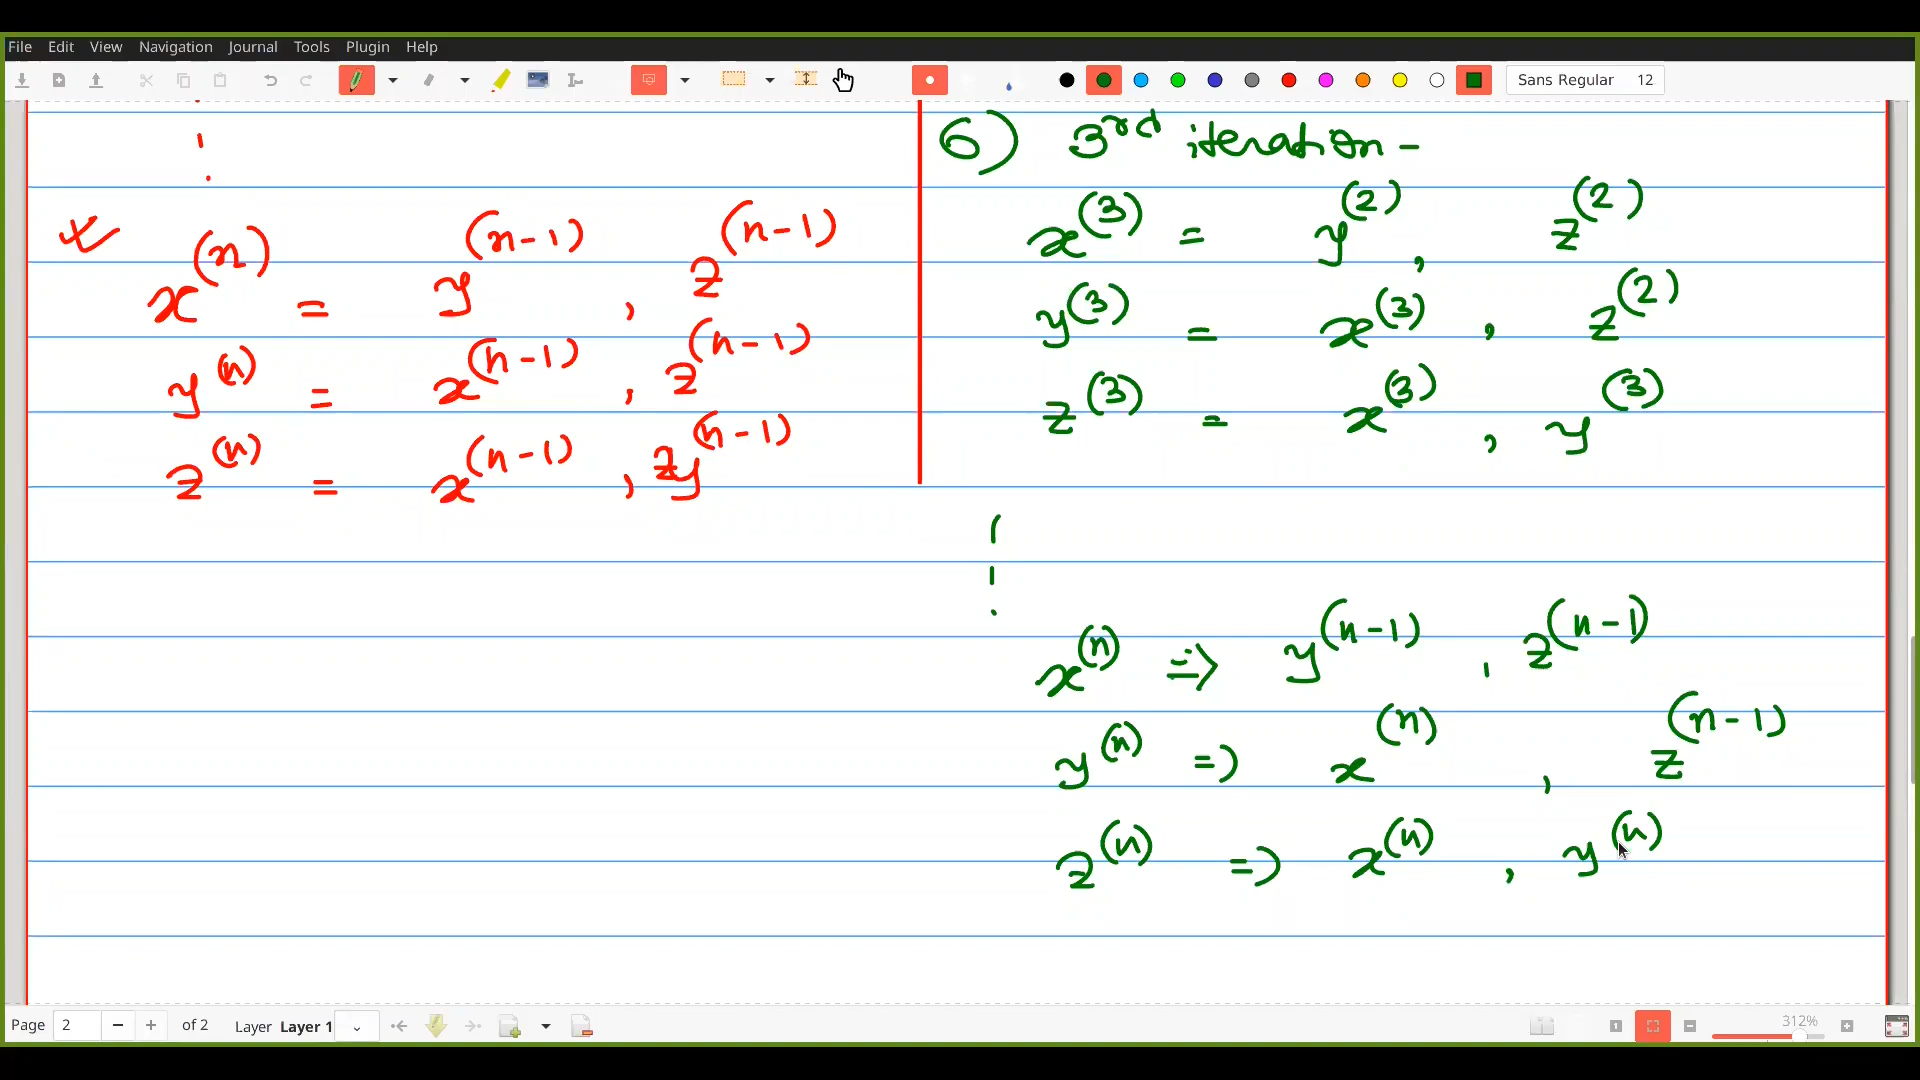 File Edit View Navigation Journal Tools Plugin Help
Sans Regular 12
x^(n) = y^(n-1) , z^(n-1)
y^(n) = x^(n-1) , z^(n-1)
z^(n) = x^(n-1) , y^(n-1)
6) 3rd iteration -
x^(3) = y^(2) , z^(2)
y^(3) = x^(3) , z^(2)
z^(3) = x^(3) , y^(3)
x^(n) => y^(n-1) , z^(n-1)
y^(n) => x^(n) , z^(n-1)
z^(n) => x^(n) , y^(n)
Page 2 of 2 Layer Layer 1 312%